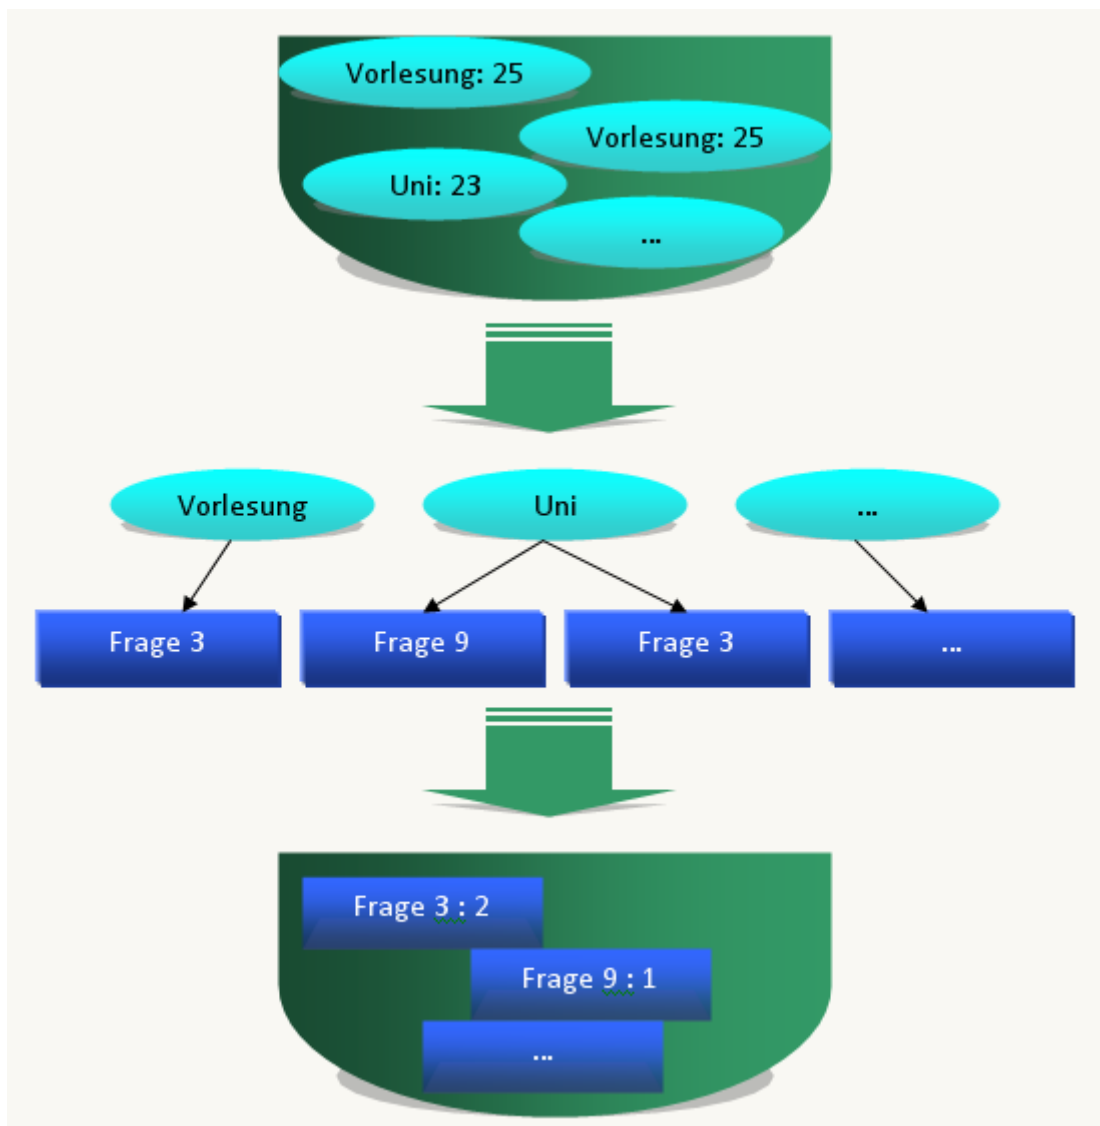 Vorlesung: 25
Vorlesung: 25
Uni: 23
...
Vorlesung
Uni
...
Frage 3
Frage 9
Frage 3
...
Frage 3 : 2
Frage 9 : 1
...